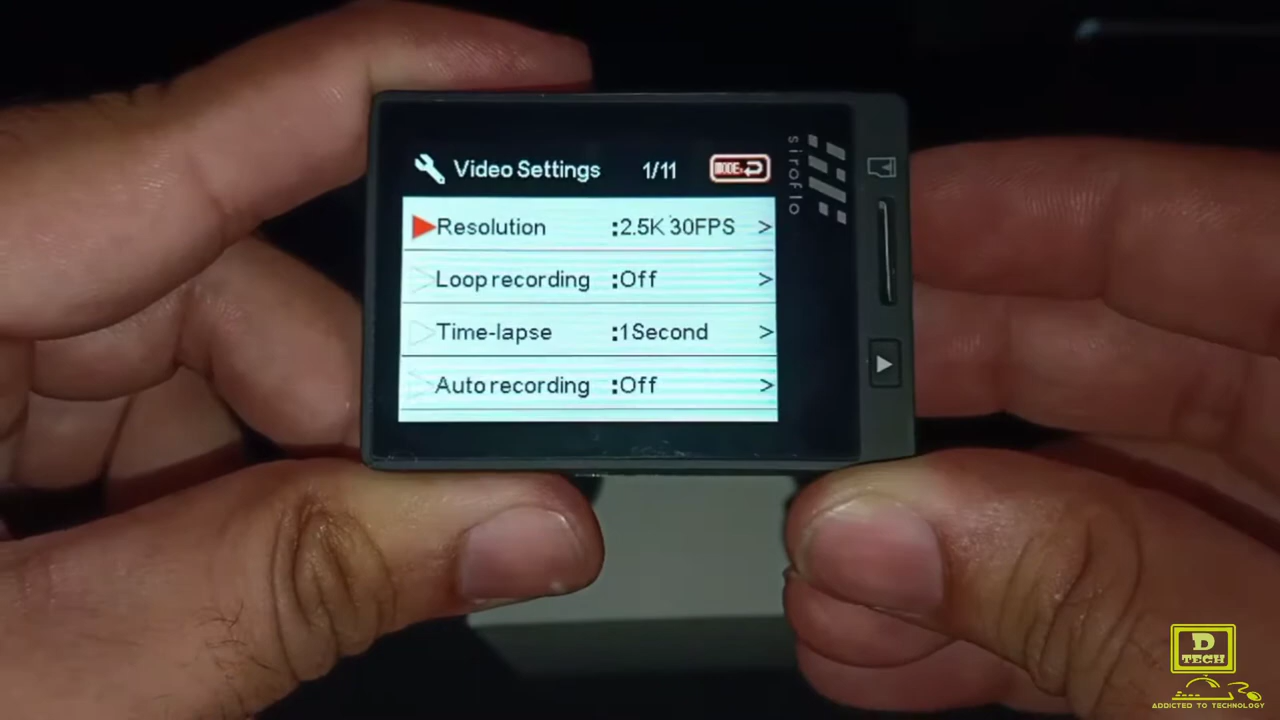 Video Settings 1/11 MODE:
Resolution :2.5K 30FPS >
Loop recording :Off >
Time-lapse :1Second >
Auto recording :Off >
siroflo
D
TECH
ADDICTED TO TECHNOLOGY